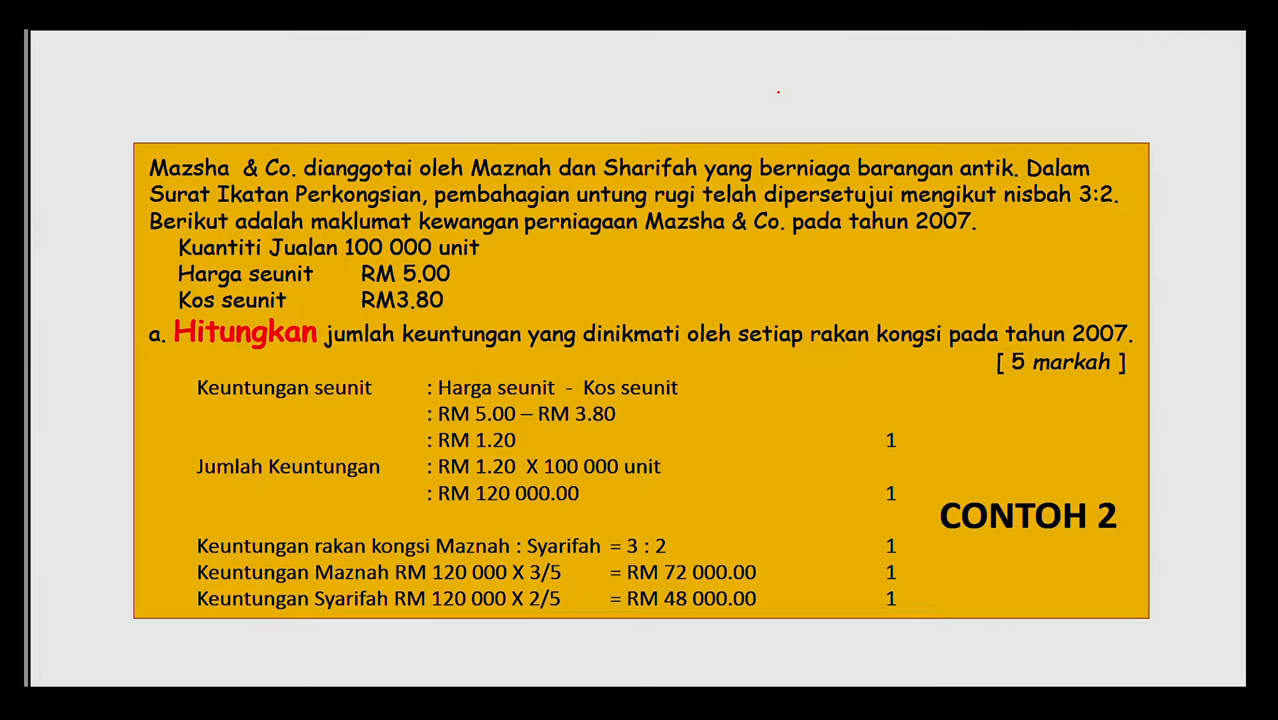 Mazsha & Co. dianggotai oleh Maznah dan Sharifah yang berniaga barangan antik. Dalam
Surat Ikatan Perkongsian, pembahagian untung rugi telah dipersetujui mengikut nisbah 3:2.
Berikut adalah maklumat kewangan perniagaan Mazsha & Co. pada tahun 2007.
Kuantiti Jualan 100 000 unit
Harga seunit RM 5.00
Kos seunit RM3.80
a. Hitungkan jumlah keuntungan yang dinikmati oleh setiap rakan kongsi pada tahun 2007.
[ 5 markah ]
Keuntungan seunit : Harga seunit - Kos seunit
: RM 5.00 – RM 3.80
: RM 1.20 1
Jumlah Keuntungan : RM 1.20 X 100 000 unit
: RM 120 000.00 1
CONTOH 2
Keuntungan rakan kongsi Maznah : Syarifah = 3 : 2 1
Keuntungan Maznah RM 120 000 X 3/5 = RM 72 000.00 1
Keuntungan Syarifah RM 120 000 X 2/5 = RM 48 000.00 1